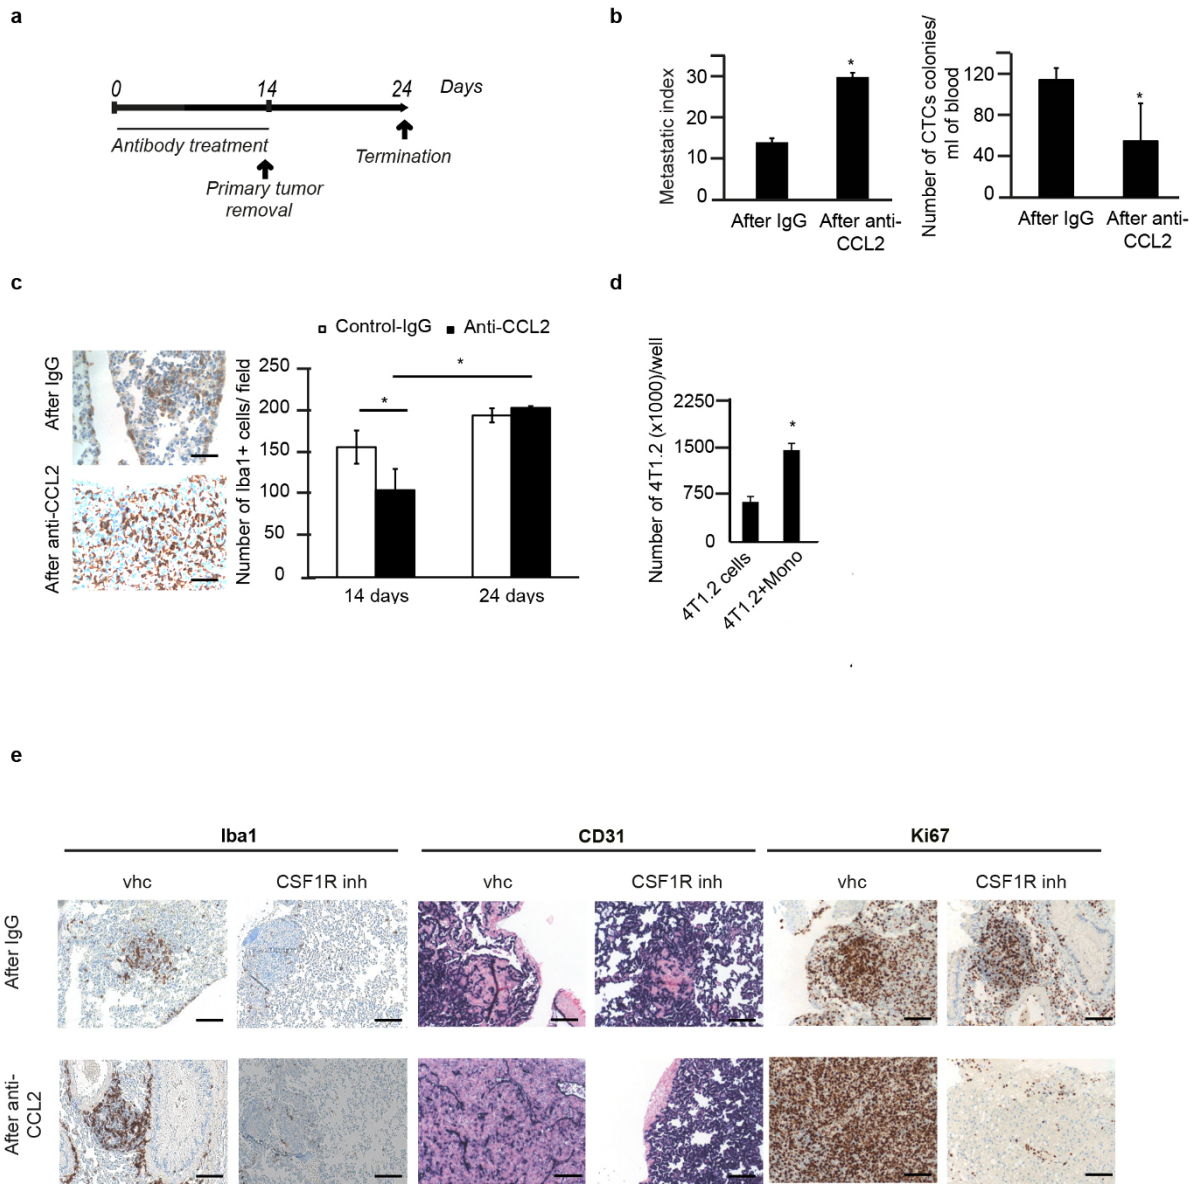 a
0
14
24
Days
Antibody treatment
Termination
Primary tumor
removal
b
Metastatic index
30
20
10
0
*
After IgG
After anti-
CCL2
Number of CTCs colonies/
ml of blood
120
80
40
0
*
After IgG
After anti-
CCL2
c
After IgG
After anti-CCL2
Control-IgG
Anti-CCL2
Number of Iba1+ cells/ field
250
200
150
100
50
0
*
*
14 days
24 days
d
Number of 4T1.2 (x1000)/well
2250
1500
750
0
*
4T1.2 cells
4T1.2+Mono
e
Iba1
CD31
Ki67
vhc
CSF1R inh
vhc
CSF1R inh
vhc
CSF1R inh
After IgG
After anti-
CCL2